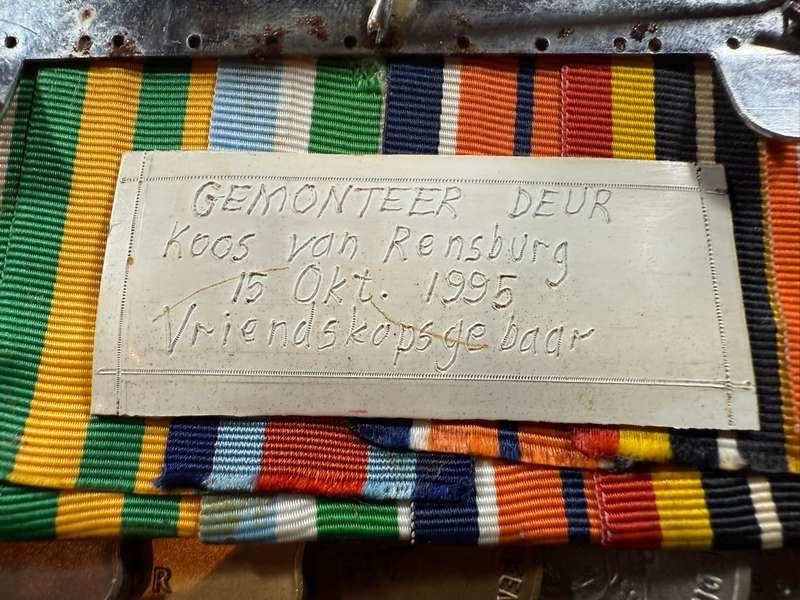 GEMONTEER DEUR
Koos van Rensburg
15 Okt. 1995
Vriendskapsgebaar